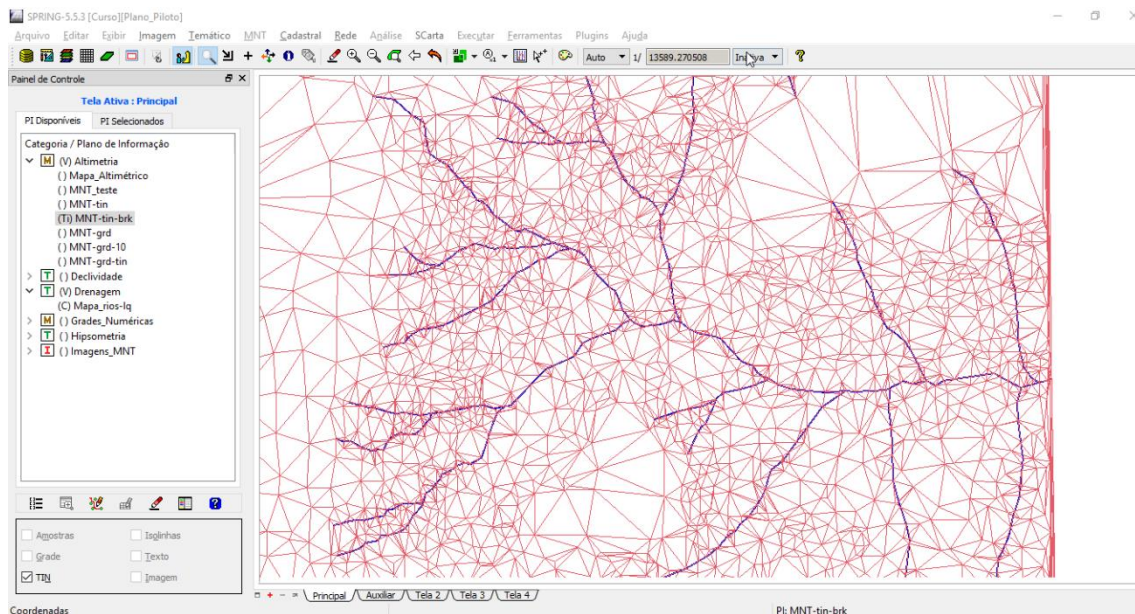 SPRING-5.5.3 [Curso][Plano_Piloto]
Arquivo Editar Exibir Imagem Temático MNT Cadastral Rede Análise SCarta Executar Ferramentas Plugins Ajuda
Auto 1/ 13589.270508
Painel de Controle
Tela Ativa : Principal
PI Disponíveis PI Selecionados
Categoria / Plano de Informação
M (V) Altimetria
() Mapa_Altimétrico
() MNT_teste
() MNT-tin
(Ti) MNT-tin-brk
() MNT-grd
() MNT-grd-10
() MNT-grd-tin
T () Declividade
T (V) Drenagem
(C) Mapa_rios-lq
M () Grades_Numéricas
T () Hipsometria
I () Imagens_MNT
Amostras Isolinhas
Grade Texto
TIN Imagem
Principal Auxiliar Tela 2 Tela 3 Tela 4
Coordenadas PI: MNT-tin-brk